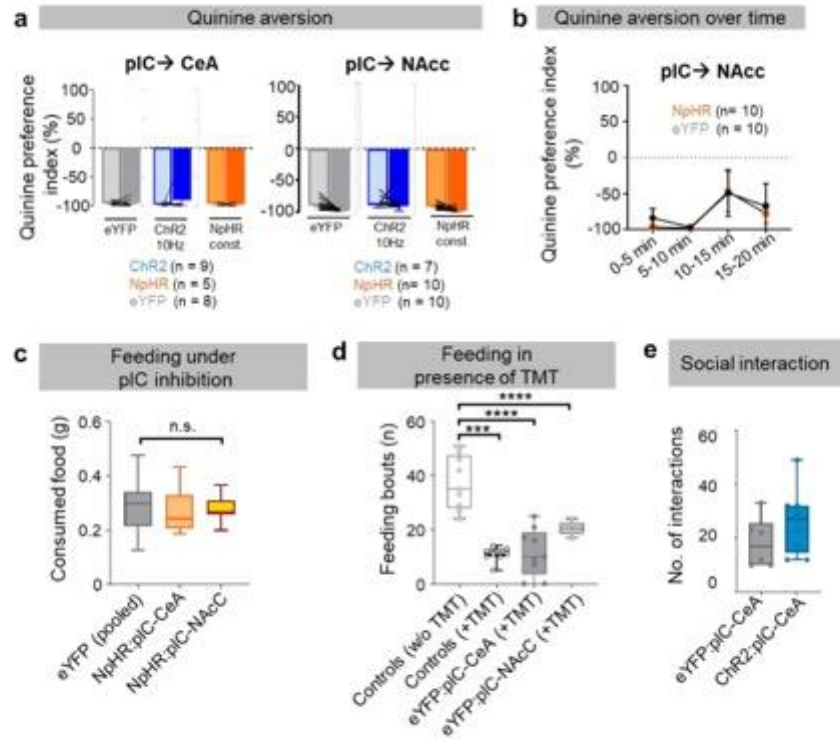 a
Quinine aversion
pIC→ CeA
pIC→ NAcc
Quinine preference
index (%)
100
50
0
-50
-100
eYFP
ChR2
10Hz
NpHR
const.
ChR2 (n = 9)
NpHR (n = 5)
eYFP (n = 8)
100
50
0
-50
-100
eYFP
ChR2
10Hz
NpHR
const
ChR2 (n = 7)
NpHR (n= 10)
eYFP (n = 10)
b
Quinine aversion over time
pIC→ NAcc
Quinine preference index
(%)
100
50
0
-50
-100
NpHR (n= 10)
eYFP (n = 10)
0-5 min
5-10 min
10-15 min
15-20 min
c
Feeding under
pIC inhibition
Consumed food (g)
0.6
0.4
0.2
0
n.s.
eYFP (pooled)
NpHR:pIC-CeA
NpHR:pIC-NAcC
d
Feeding in
presence of TMT
Feeding bouts (n)
60
40
20
0
****
****
***
Controls (w/o TMT)
Controls (+TMT)
eYFP:pIC-CeA (+TMT)
eYFP:pIC-NAcC (+TMT)
e
Social interaction
No. of interactions
60
40
20
0
eYFP:pIC-CeA
ChR2:pIC-CeA